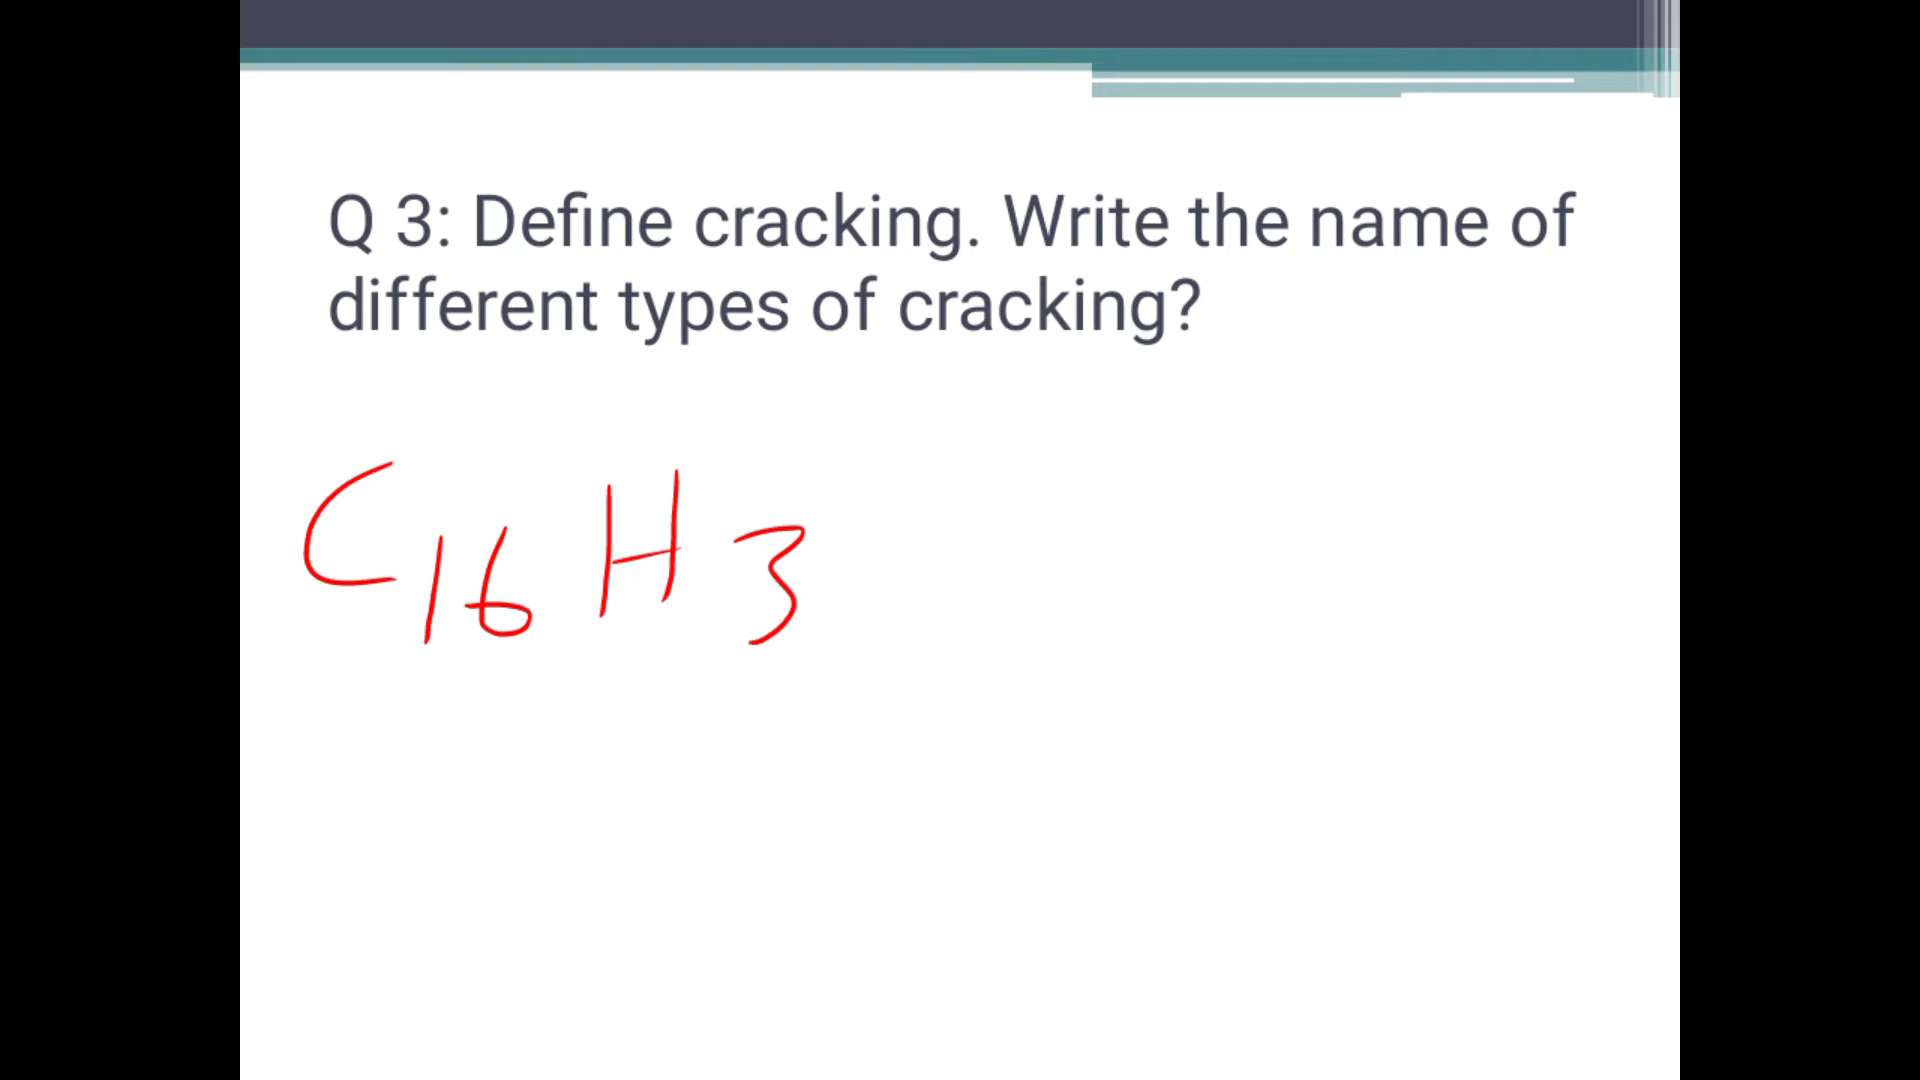 Q 3: Define cracking. Write the name of
different types of cracking?
C16H3